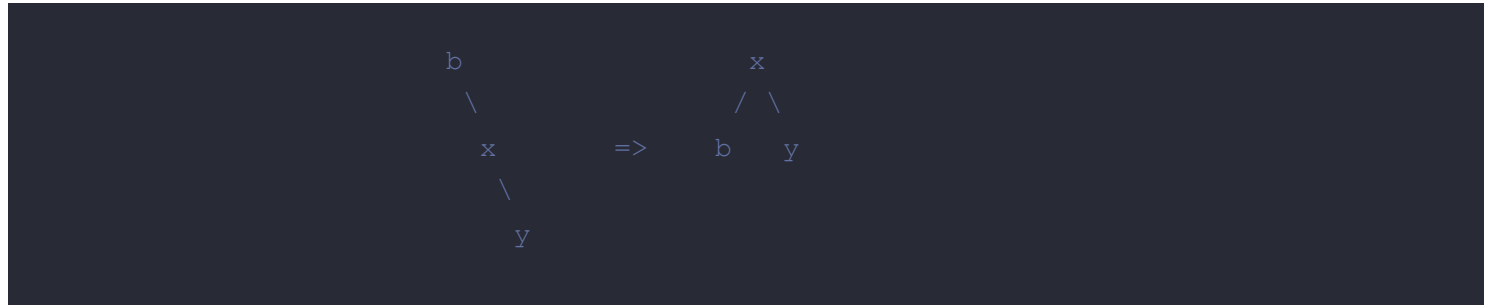 b x
\ / \
x => b y
\
y